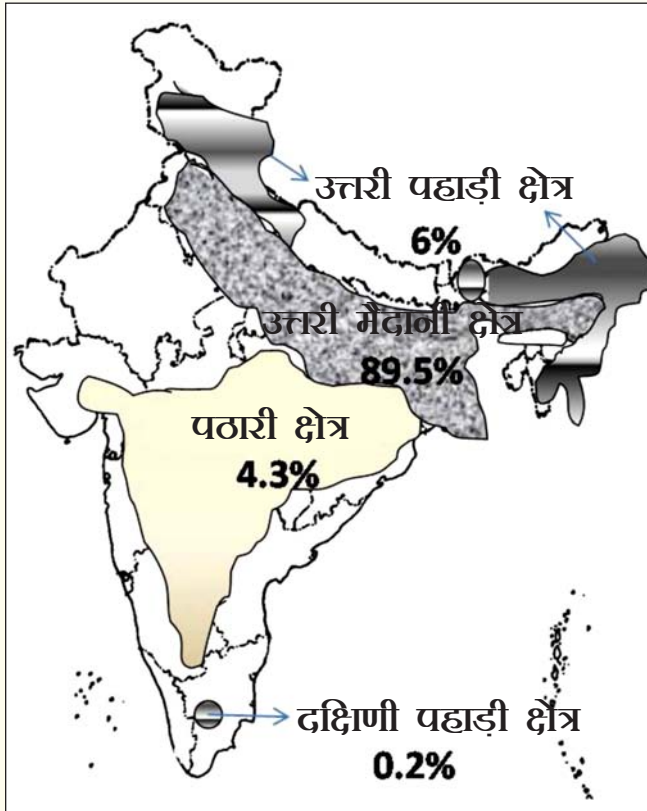 उत्तरी पहाड़ी क्षेत्र
6%
उत्तरी मैदानी क्षेत्र
89.5%
पठारी क्षेत्र
4.3%
दक्षिणी पहाड़ी क्षेत्र
0.2%